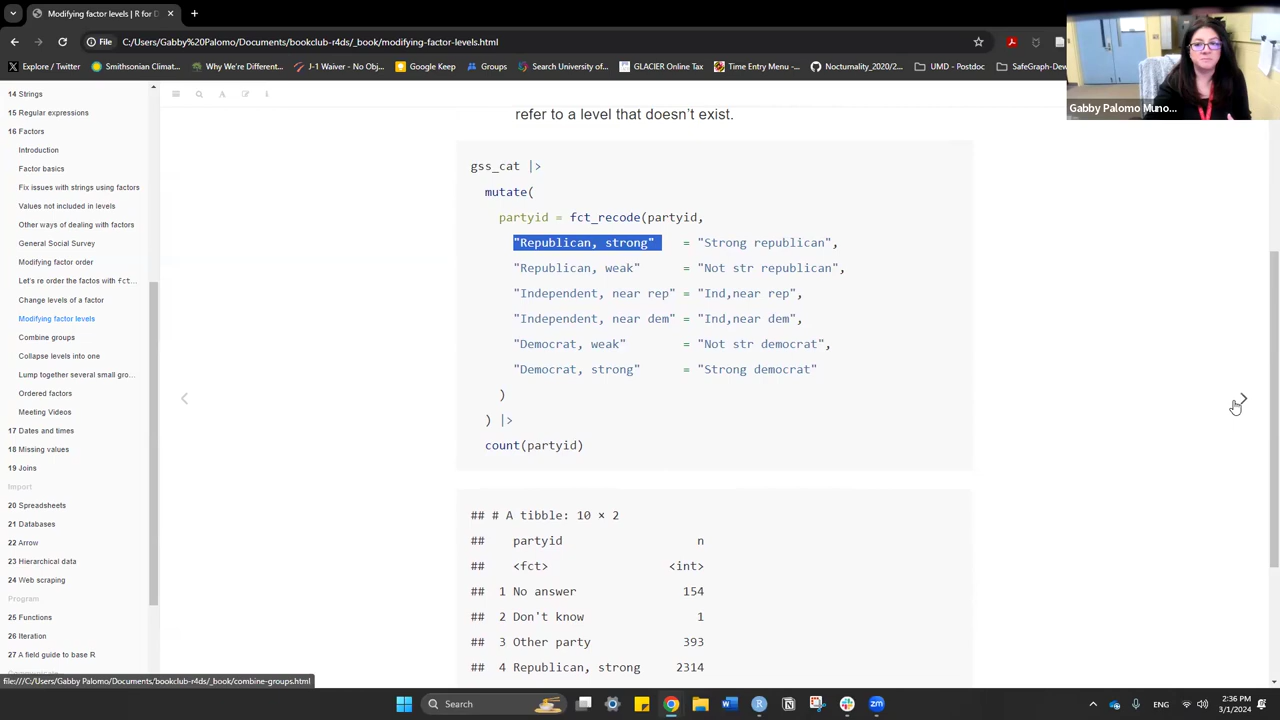 Modifying factor levels | R for D
File
C:/Users/Gabby%20Palomo/Documents/bookclub-r4ds/_book/modifying-factor-levels.html
Explore / Twitter
Smithsonian Climat...
Why We're Different...
J-1 Waiver - No Obj...
Google Keep
Grammarly
Search University of...
GLACIER Online Tact...
Time Entry Menu -...
Nocturnality_2020/2...
UMD - Postdoc
SafeGraph-Dewe
Gabby Palomo Muno...
14 Strings
15 Regular expressions
16 Factors
Introduction
Factor basics
Fix issues with strings using factors
Values not included in levels
Other ways of dealing with factors
General Social Survey
Modifying factor order
Let's re order the factos with fct...
Change levels of a factor
Modifying factor levels
Combine groups
Collapse levels into one
Lump together several small gro...
Ordered factors
Meeting Videos
17 Dates and times
18 Missing values
19 Joins
Import
20 Spreadsheets
21 Databases
22 Arrow
23 Hierarchical data
24 Web scraping
Program
25 Functions
26 Iteration
27 A field guide to base R
refer to a level that doesn't exist.
gss_cat |>
mutate(
partyid = fct_recode(partyid,
"Republican, strong" = "Strong republican",
"Republican, weak" = "Not str republican",
"Independent, near rep" = "Ind,near rep",
"Independent, near dem" = "Ind,near dem",
"Democrat, weak" = "Not str democrat",
"Democrat, strong" = "Strong democrat"
)
) |>
count(partyid)
## # A tibble: 10 × 2
## partyid n
## <fct> <int>
## 1 No answer 154
## 2 Don't know 1
## 3 Other party 393
## 4 Republican, strong 2314
file:///C:/Users/Gabby Palomo/Documents/bookclub-r4ds/_book/combine-groups.html
Search
ENG
2:36 PM
3/1/2024